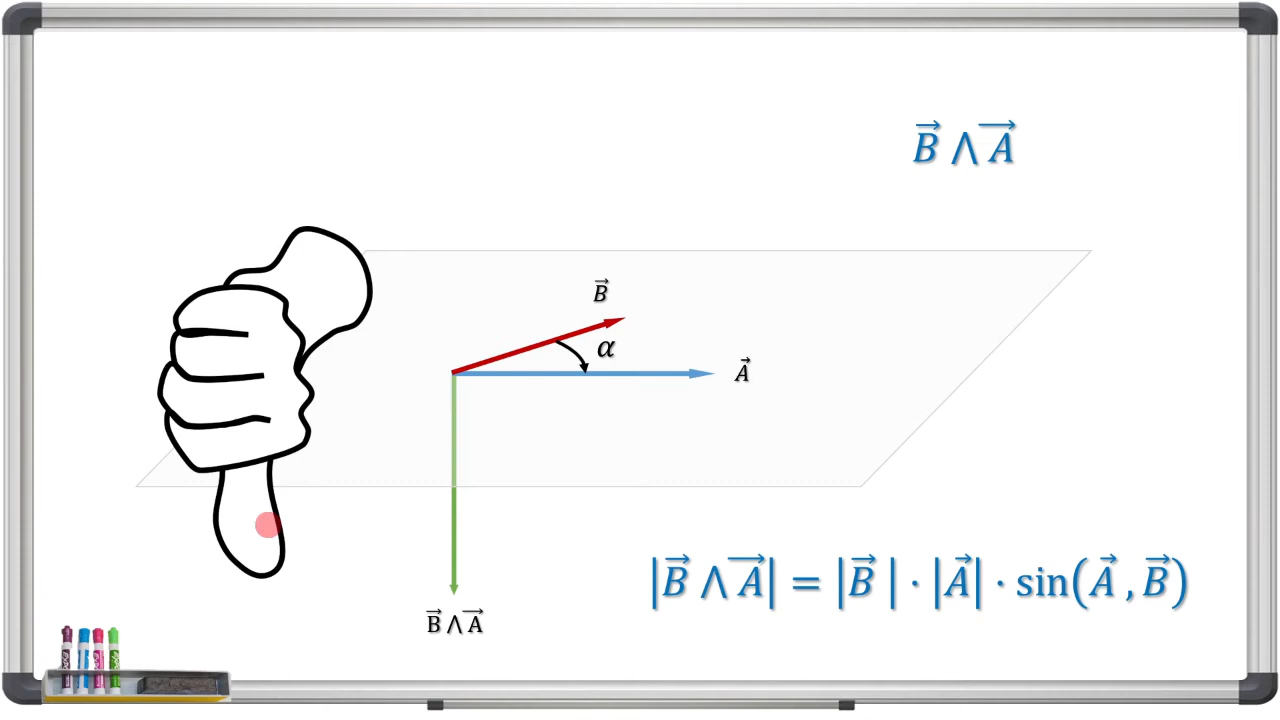 B⃗ ∧ A⃗
B⃗
α
A⃗
|B⃗ ∧ A⃗| = |B⃗| · |A⃗| · sin(A⃗, B⃗)
B⃗ ∧ A⃗